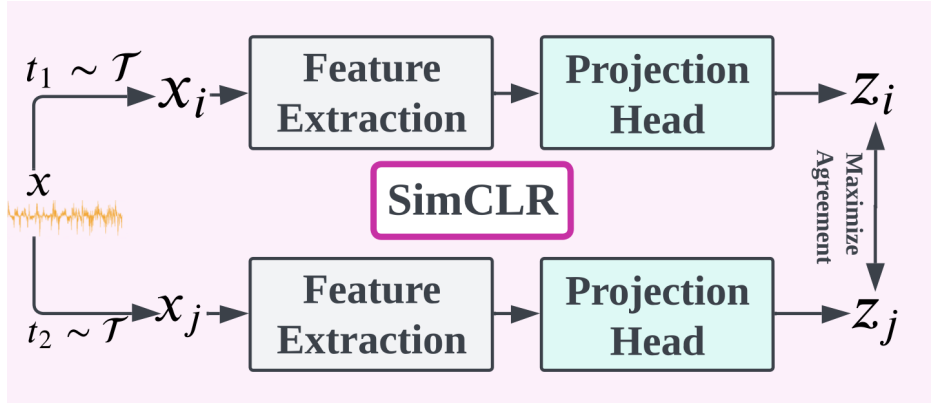 t₁ ~ 𝒯
xᵢ
Feature
Extraction
Projection
Head
zᵢ
x
SimCLR
Maximize
Agreement
t₂ ~ 𝒯
xⱼ
Feature
Extraction
Projection
Head
zⱼ